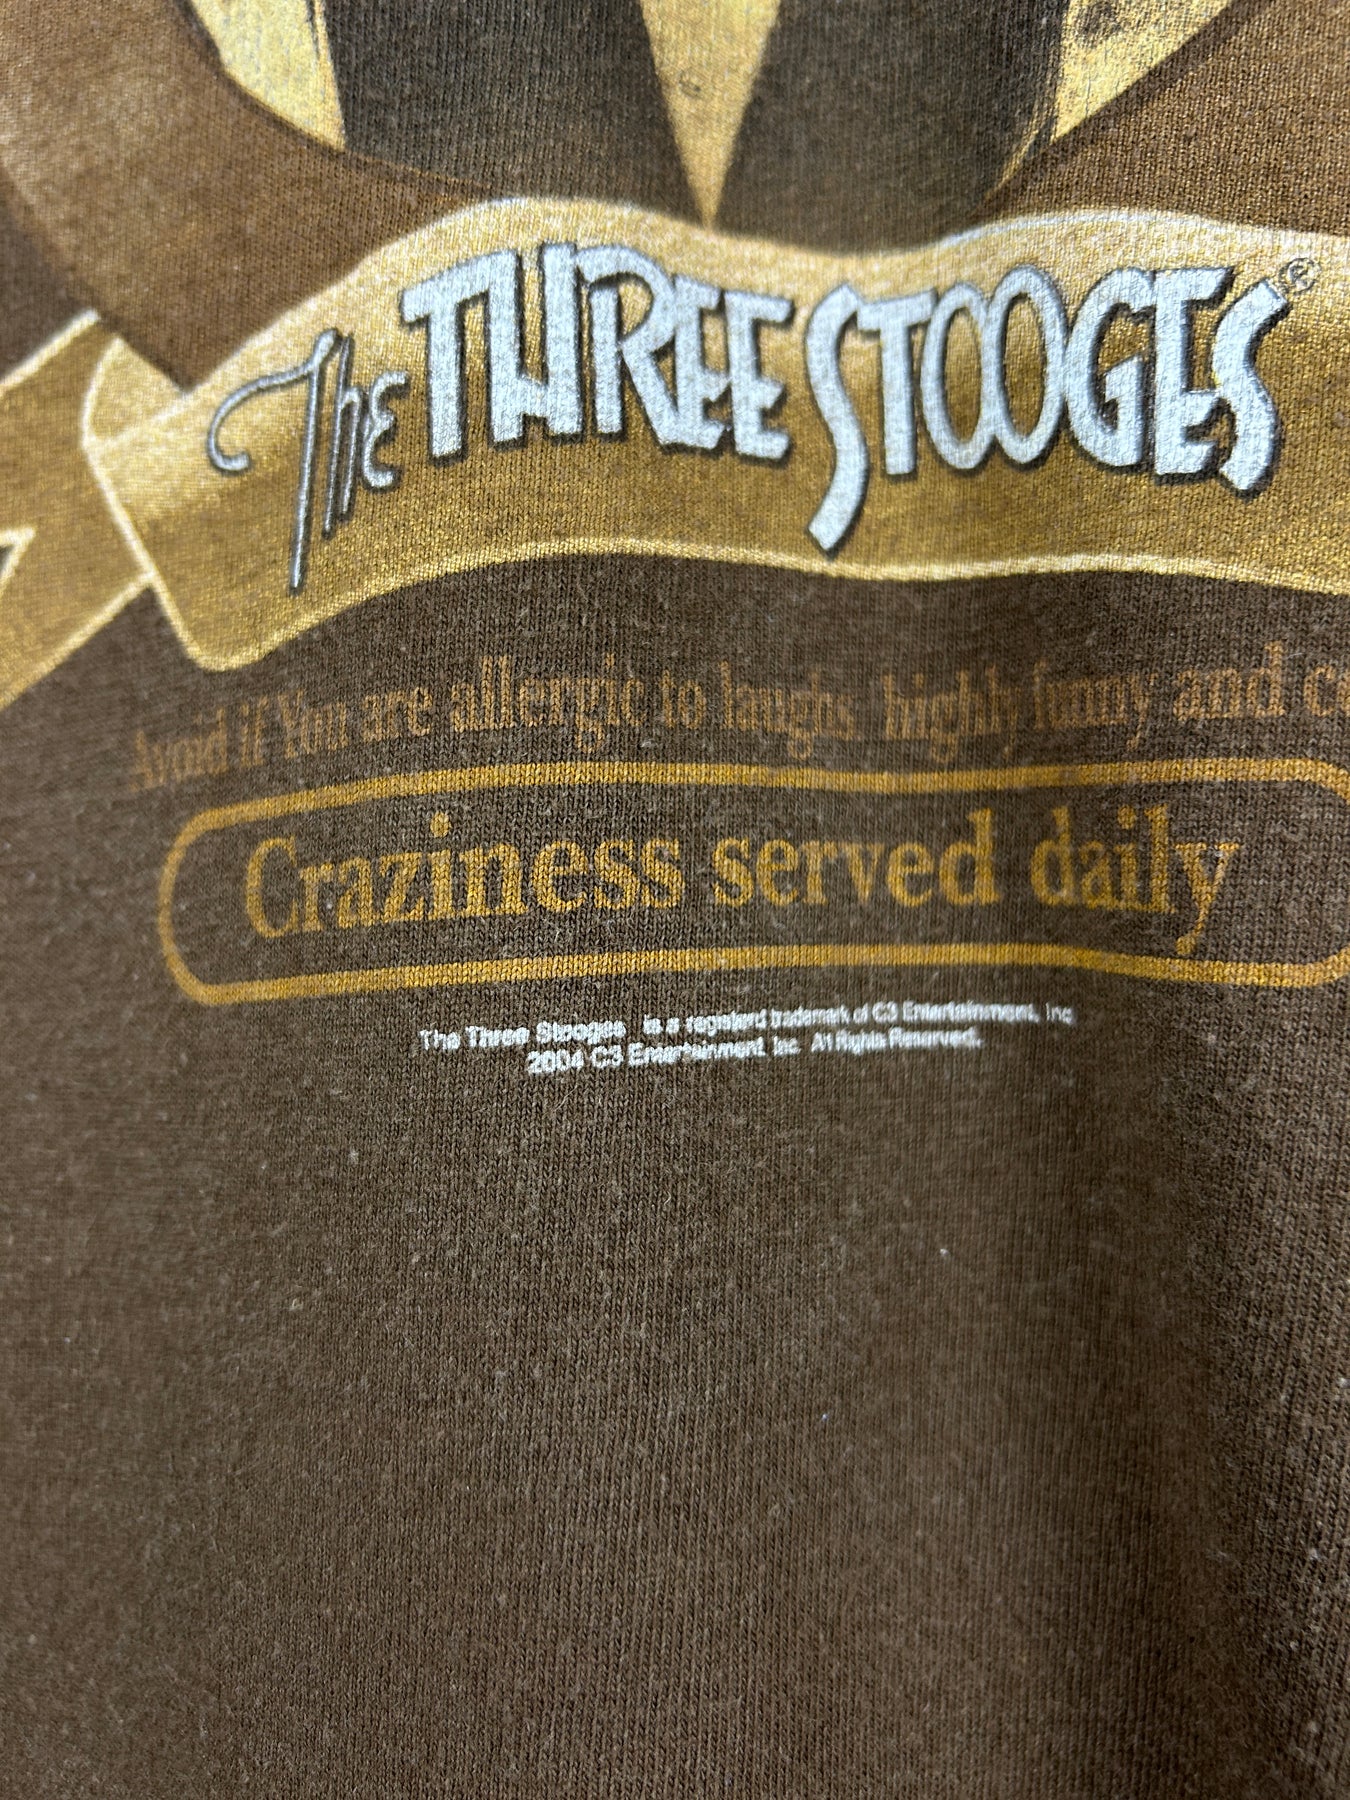 The THREE STOOGES ®
Avoid if You are allergic to laughs, highly funny and
Craziness served daily
The Three Stooges is a registered trademark of C3 Entertainment, Inc
2004 C3 Entertainment, Inc. All Rights Reserved.